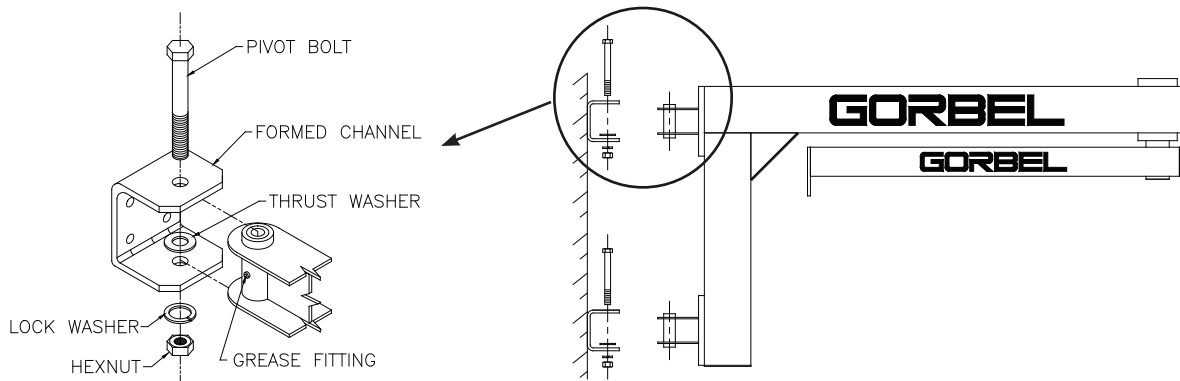 PIVOT BOLT
FORMED CHANNEL
THRUST WASHER
LOCK WASHER
HEXNUT
GREASE FITTING
GORBEL
GORBEL